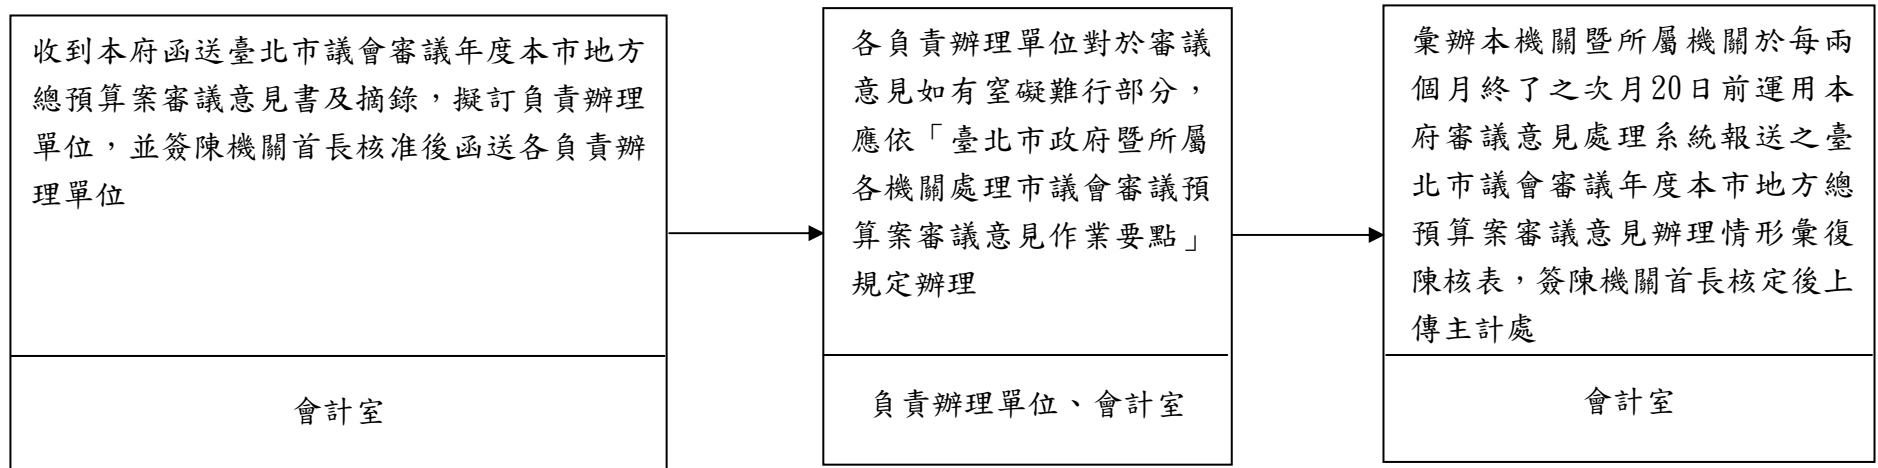 收到本府函送臺北市議會審議年度本市地方
總預算案審議意見書及摘錄，擬訂負責辦理
單位，並簽陳機關首長核准後函送各負責辦
理單位
會計室
各負責辦理單位對於審議
意見如有窒礙難行部分，
應依「臺北市政府暨所屬
各機關處理市議會審議預
算案審議意見作業要點」
規定辦理
負責辦理單位、會計室
彙辦本機關暨所屬機關於每兩
個月終了之次月20日前運用本
府審議意見處理系統報送之臺
北市議會審議年度本市地方總
預算案審議意見辦理情形彙復
陳核表，簽陳機關首長核定後上
傳主計處
會計室